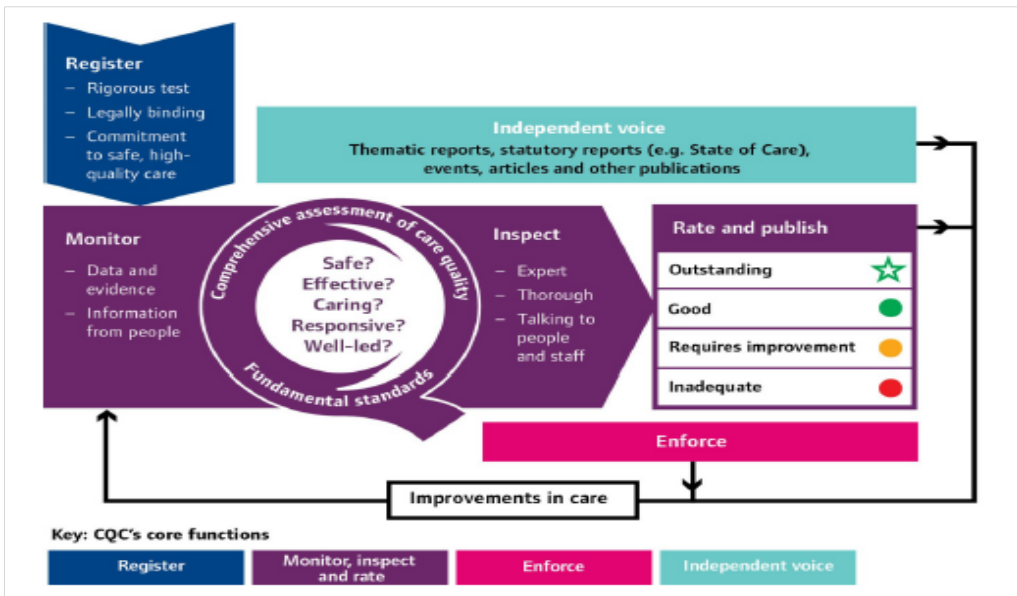 Register
– Rigorous test
– Legally binding
– Commitment
to safe, high-
quality care
Independent voice
Thematic reports, statutory reports (e.g. State of Care),
events, articles and other publications
Monitor
– Data and
evidence
– Information
from people
Comprehensive assessment of care quality
Safe?
Effective?
Caring?
Responsive?
Well-led?
Fundamental standards
Inspect
– Expert
– Thorough
– Talking to
people
and staff
Rate and publish
Outstanding
Good
Requires improvement
Inadequate
Enforce
Improvements in care
Key: CQC's core functions
Register
Monitor, inspect
and rate
Enforce
Independent voice